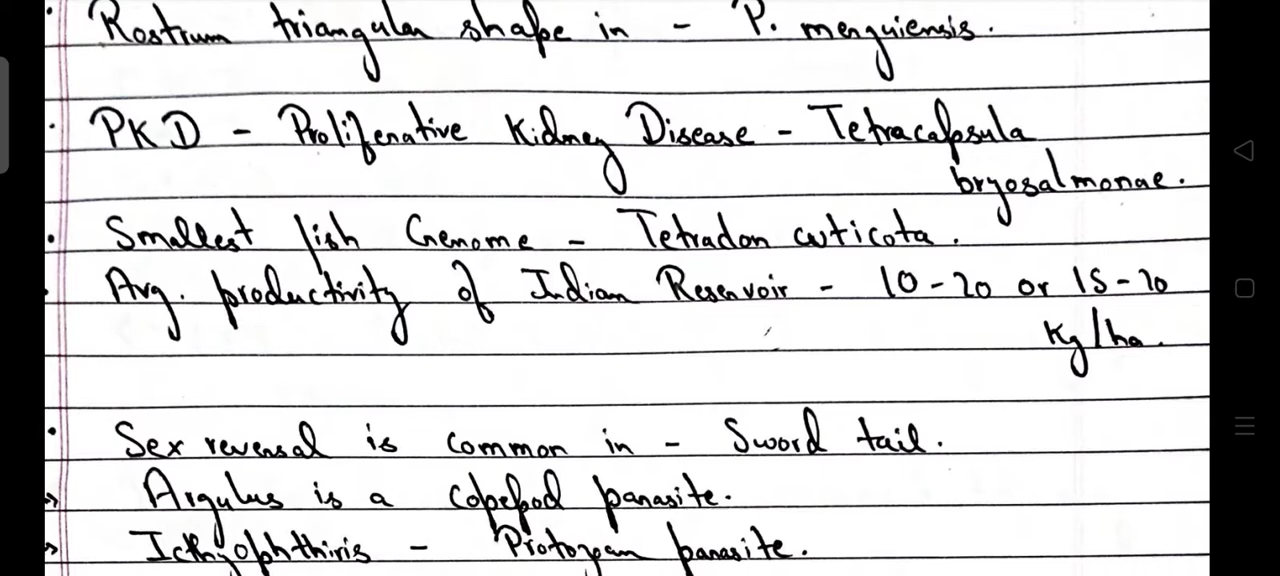 · Rostrum triangular shape in - P. merguiensis.
· PKD - Proliferative Kidney Disease - Tetracapsula
bryosalmonae.
· Smallest fish Genome - Tetradon cuticota.
· Avg. productivity of Indian Reservoir - 10-20 or 15-20
Kg/ha.
· Sex reversal is common in - Sword tail.
→ Argulus is a copepod parasite.
→ Icthyophthiris - Protozoan parasite.